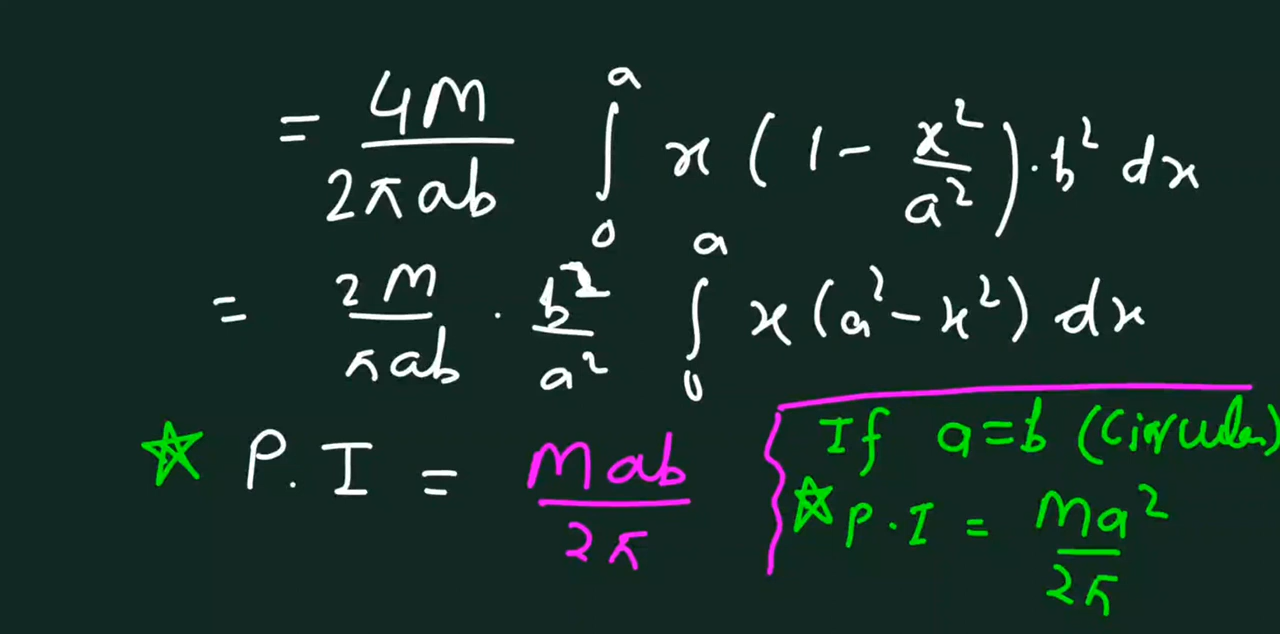 = 4M/2πab ∫₀ᵃ x (1 - x²/a²) · b² dx
= 2M/πab · b²/a² ∫₀ᵃ x (a² - x²) dx
☆ P.I = Mab/2π
If a=b (Circular)
☆ P.I = Ma²/2π